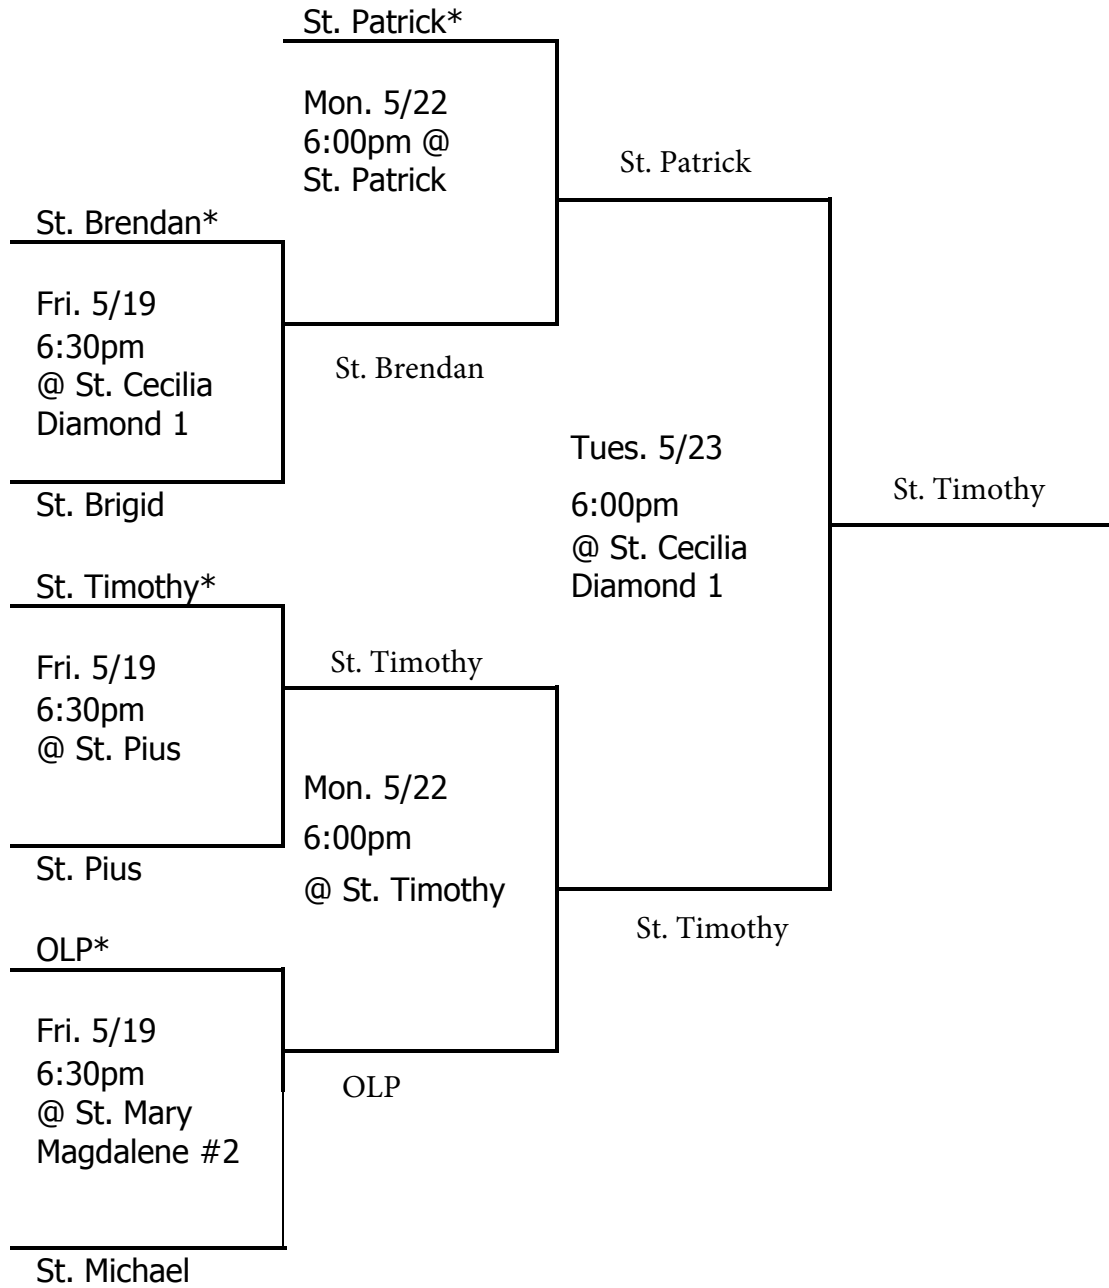 St. Patrick*
Mon. 5/22
6:00pm @
St. Patrick
St. Patrick
St. Brendan*
Fri. 5/19
6:30pm
@ St. Cecilia
Diamond 1
St. Brendan
St. Brigid
Tues. 5/23
6:00pm
@ St. Cecilia
Diamond 1
St. Timothy
St. Timothy*
Fri. 5/19
6:30pm
@ St. Pius
St. Timothy
St. Pius
Mon. 5/22
6:00pm
@ St. Timothy
St. Timothy
OLP*
Fri. 5/19
6:30pm
@ St. Mary
Magdalene #2
OLP
St. Michael